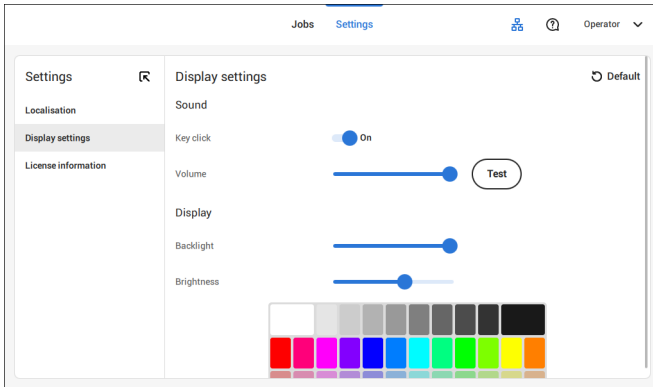 Jobs Settings Operator
Settings
Localisation
Display settings
License information
Display settings Default
Sound
Key click On
Volume Test
Display
Backlight
Brightness